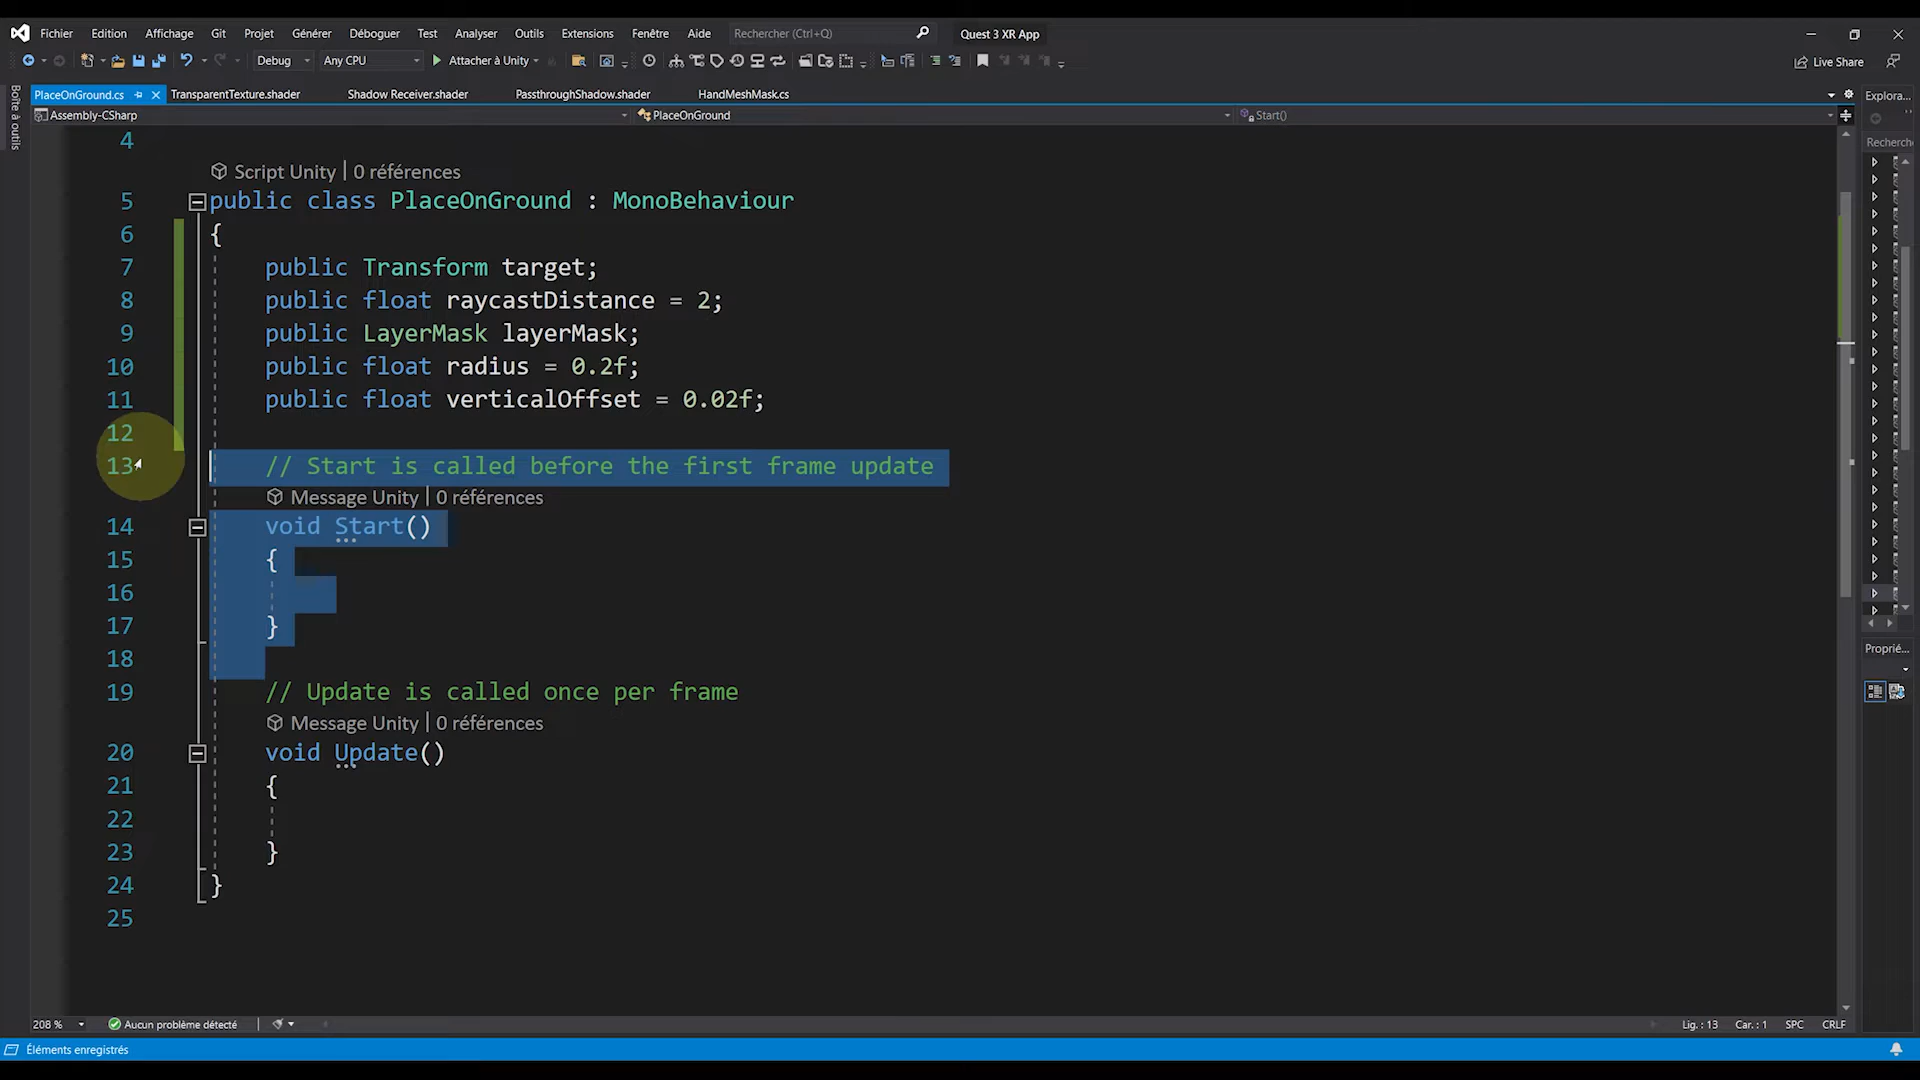 Fichier Edition Affichage Git Projet Générer Déboguer Test Analyser Outils Extensions Fenêtre Aide Rechercher (Ctrl+Q) Quest 3 XR App
Debug Any CPU Attacher à Unity Live Share
PlaceOnGround.cs TransparentTexture.shader Shadow Receiver.shader PassthroughShadow.shader HandMeshMask.cs Explora...
Assembly-CSharp PlaceOnGround Start()
Boîte à outils
Recherche
4
Script Unity | 0 références
5 public class PlaceOnGround : MonoBehaviour
6 {
7 public Transform target;
8 public float raycastDistance = 2;
9 public LayerMask layerMask;
10 public float radius = 0.2f;
11 public float verticalOffset = 0.02f;
12
13 // Start is called before the first frame update
Message Unity | 0 références
14 void Start()
15 {
16
17 }
18
19 // Update is called once per frame
Message Unity | 0 références
20 void Update()
21 {
22
23 }
24 }
25
Proprié...
208 % Aucun problème détecté Lig. : 13 Car. : 1 SPC CRLF
Éléments enregistrés